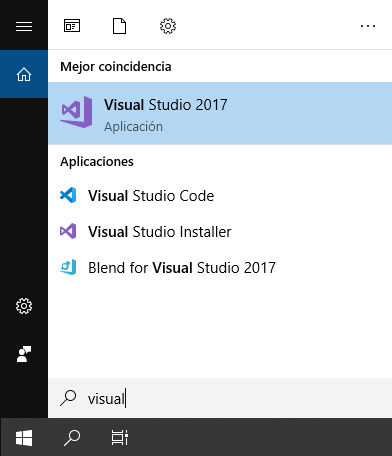 Mejor coincidencia
Visual Studio 2017
Aplicación
Aplicaciones
Visual Studio Code
Visual Studio Installer
Blend for Visual Studio 2017
visual